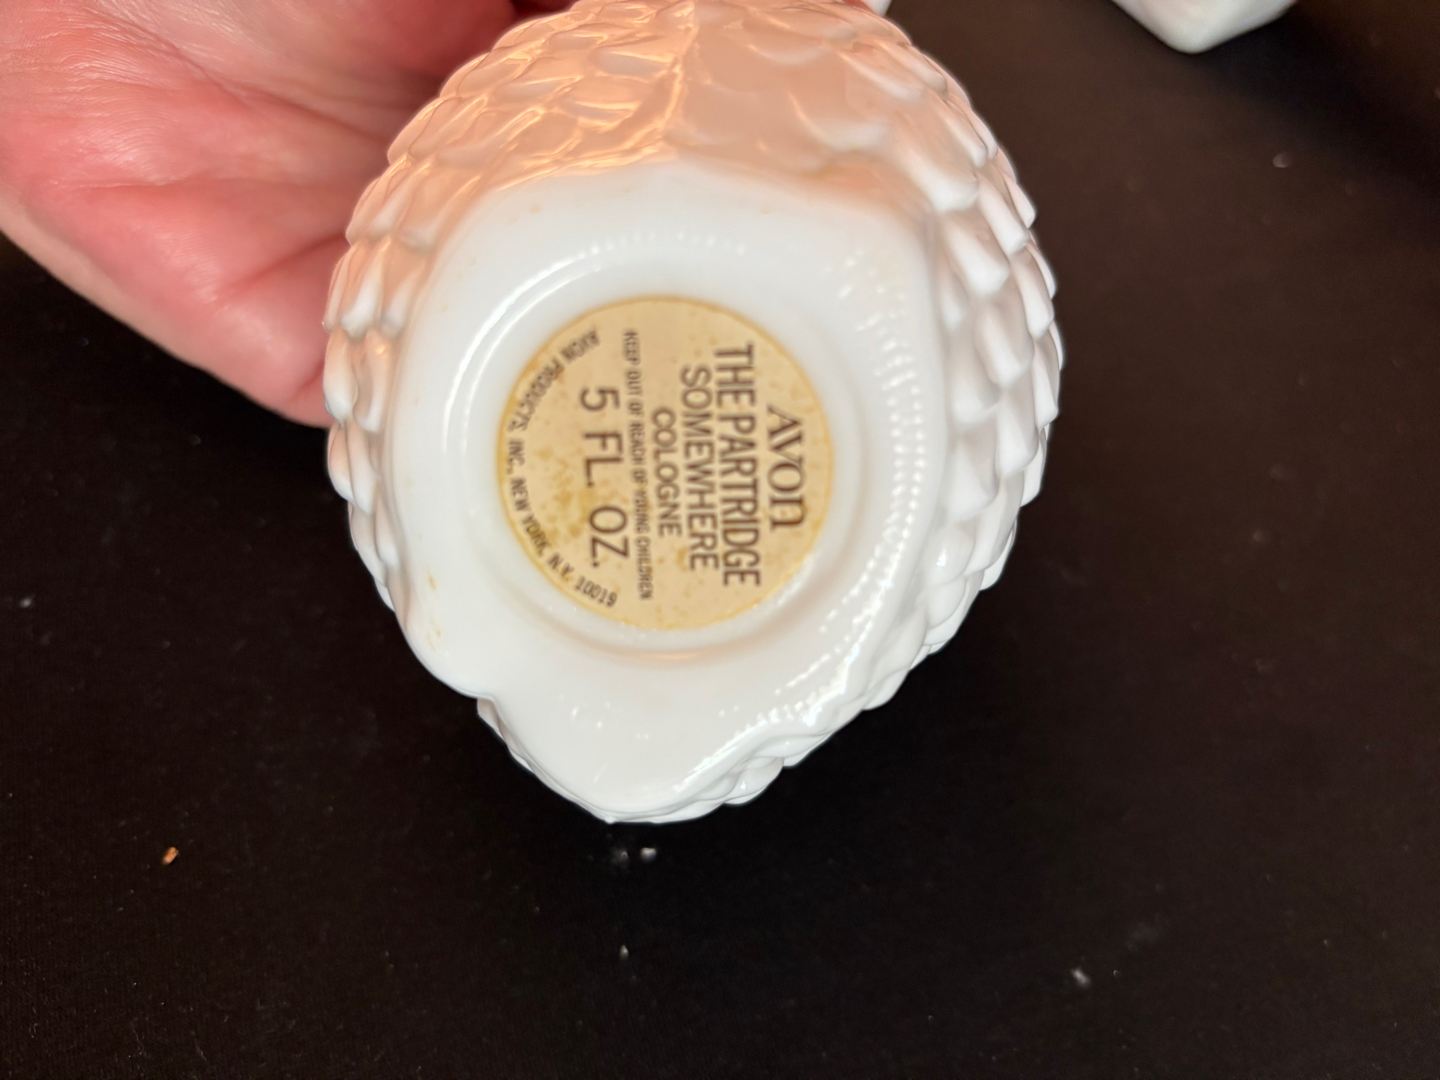 AVON
THE PARTRIDGE
SOMEWHERE
COLOGNE
KEEP OUT OF REACH OF YOUNG CHILDREN
5 FL. OZ.
AVON PRODUCTS, INC., NEW YORK, N.Y. 10019